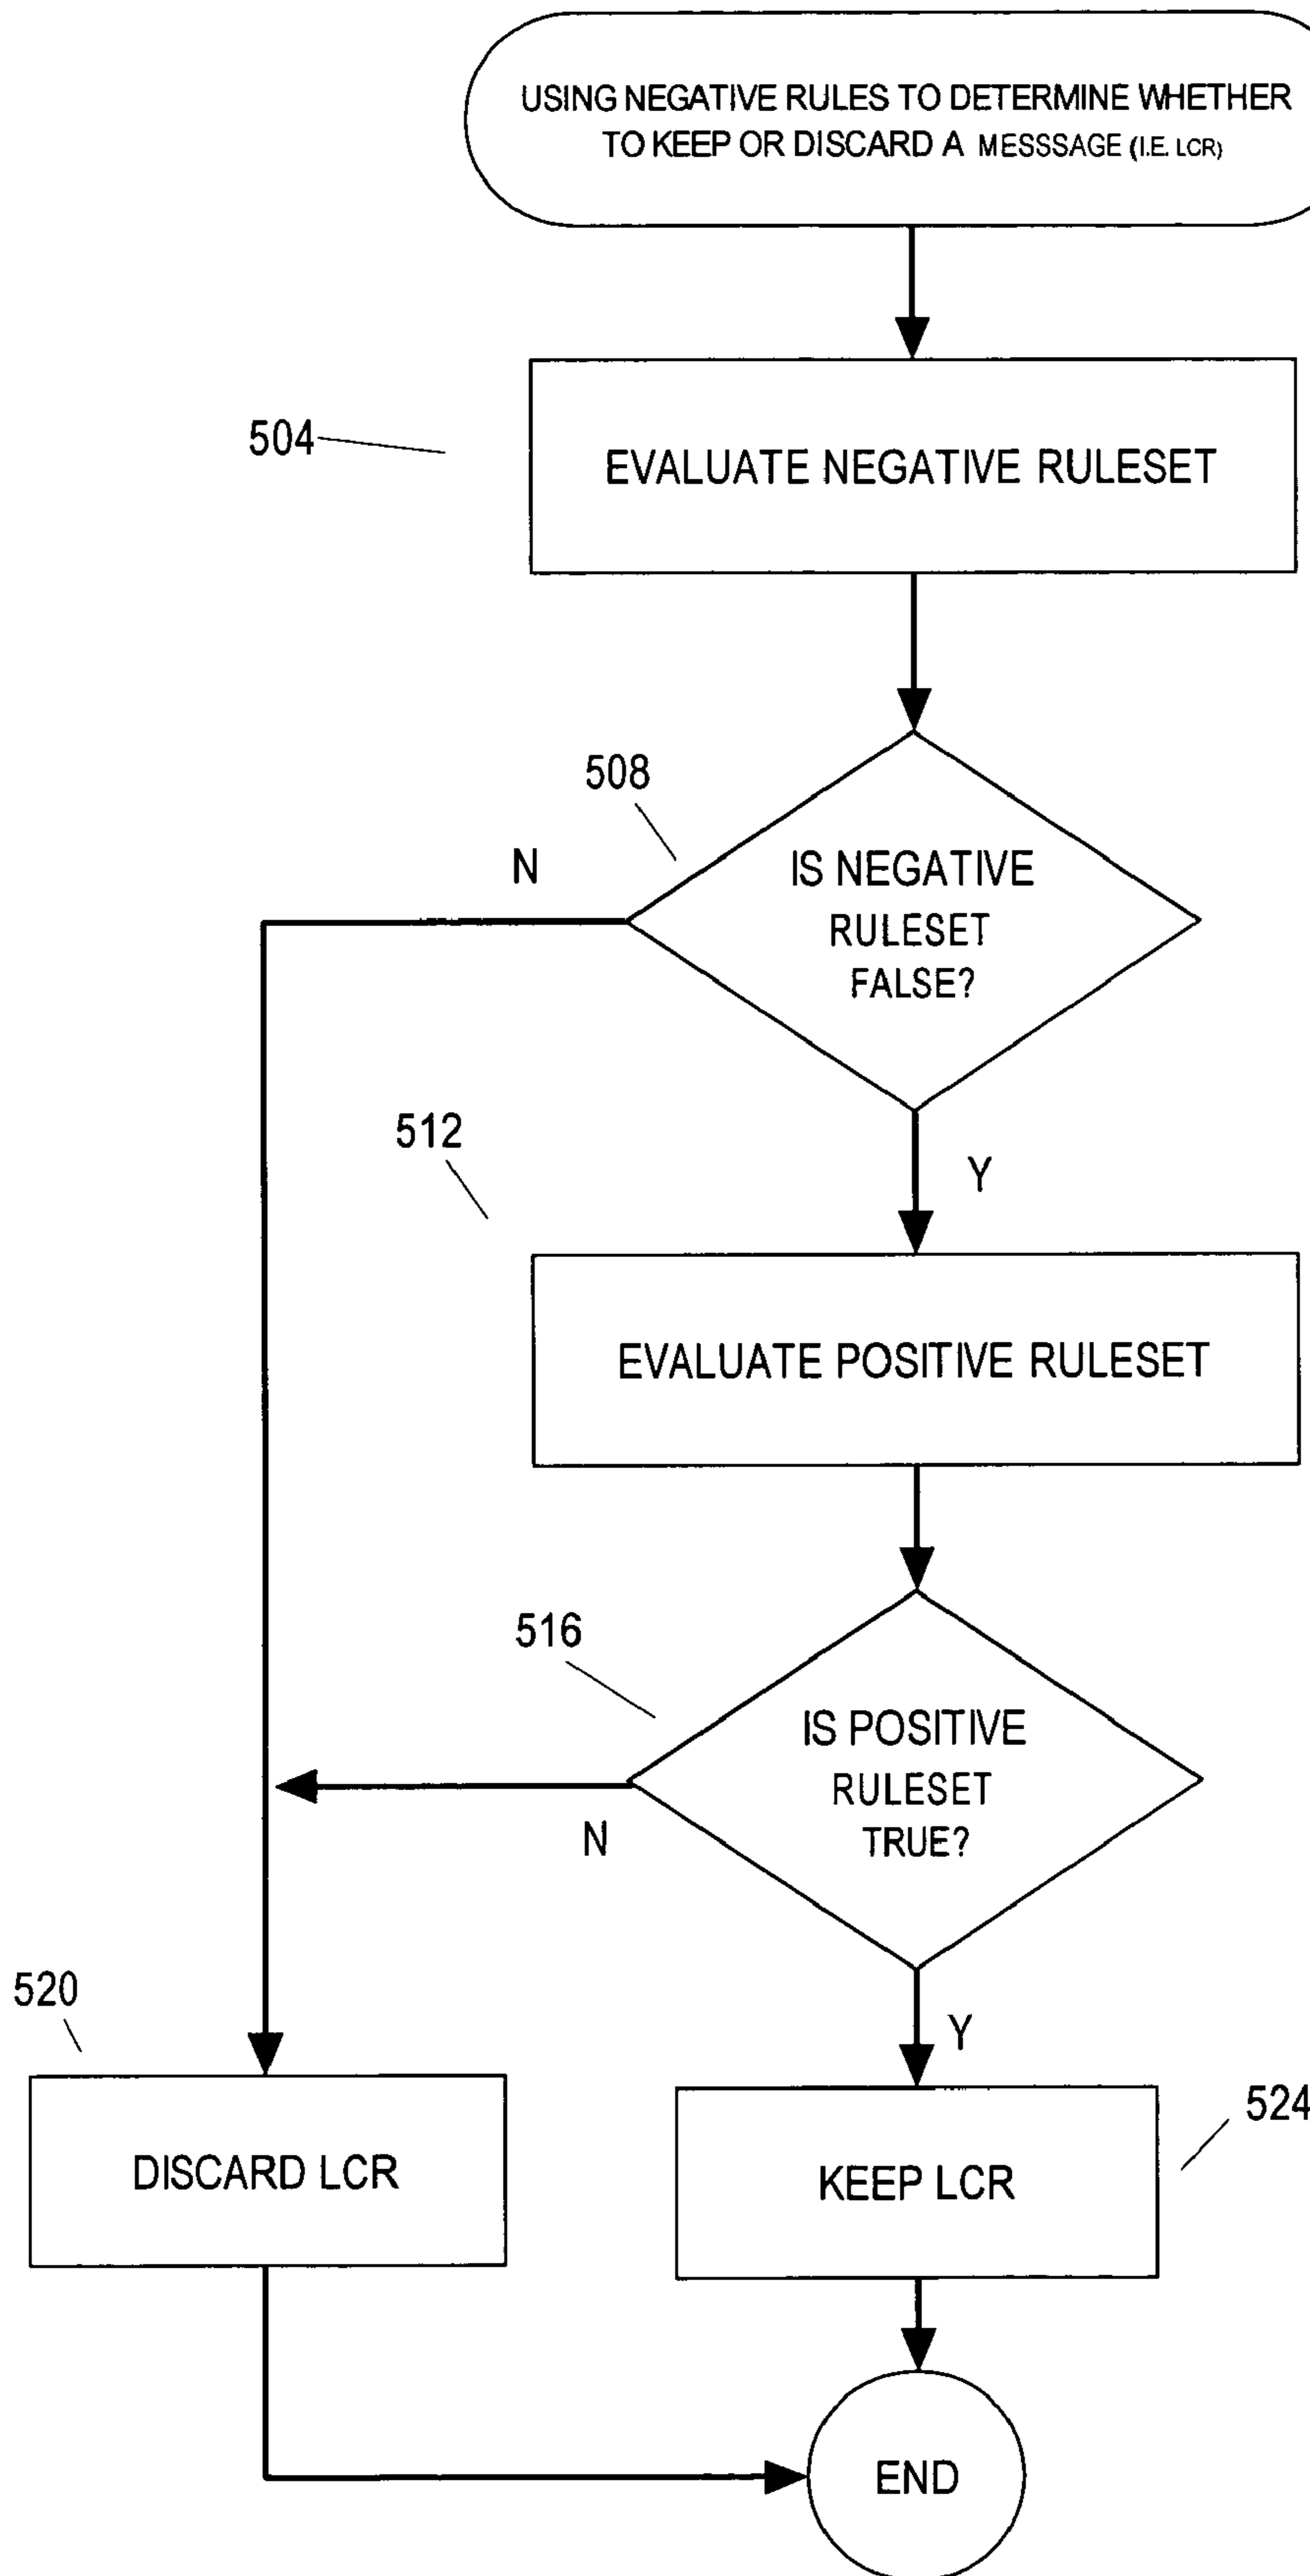 USING NEGATIVE RULES TO DETERMINE WHETHER
TO KEEP OR DISCARD A MESSSAGE (I.E. LCR)
504
EVALUATE NEGATIVE RULESET
508
N
IS NEGATIVE
RULESET
FALSE?
512
Y
EVALUATE POSITIVE RULESET
516
IS POSITIVE
RULESET
TRUE?
N
520
Y
524
DISCARD LCR
KEEP LCR
END